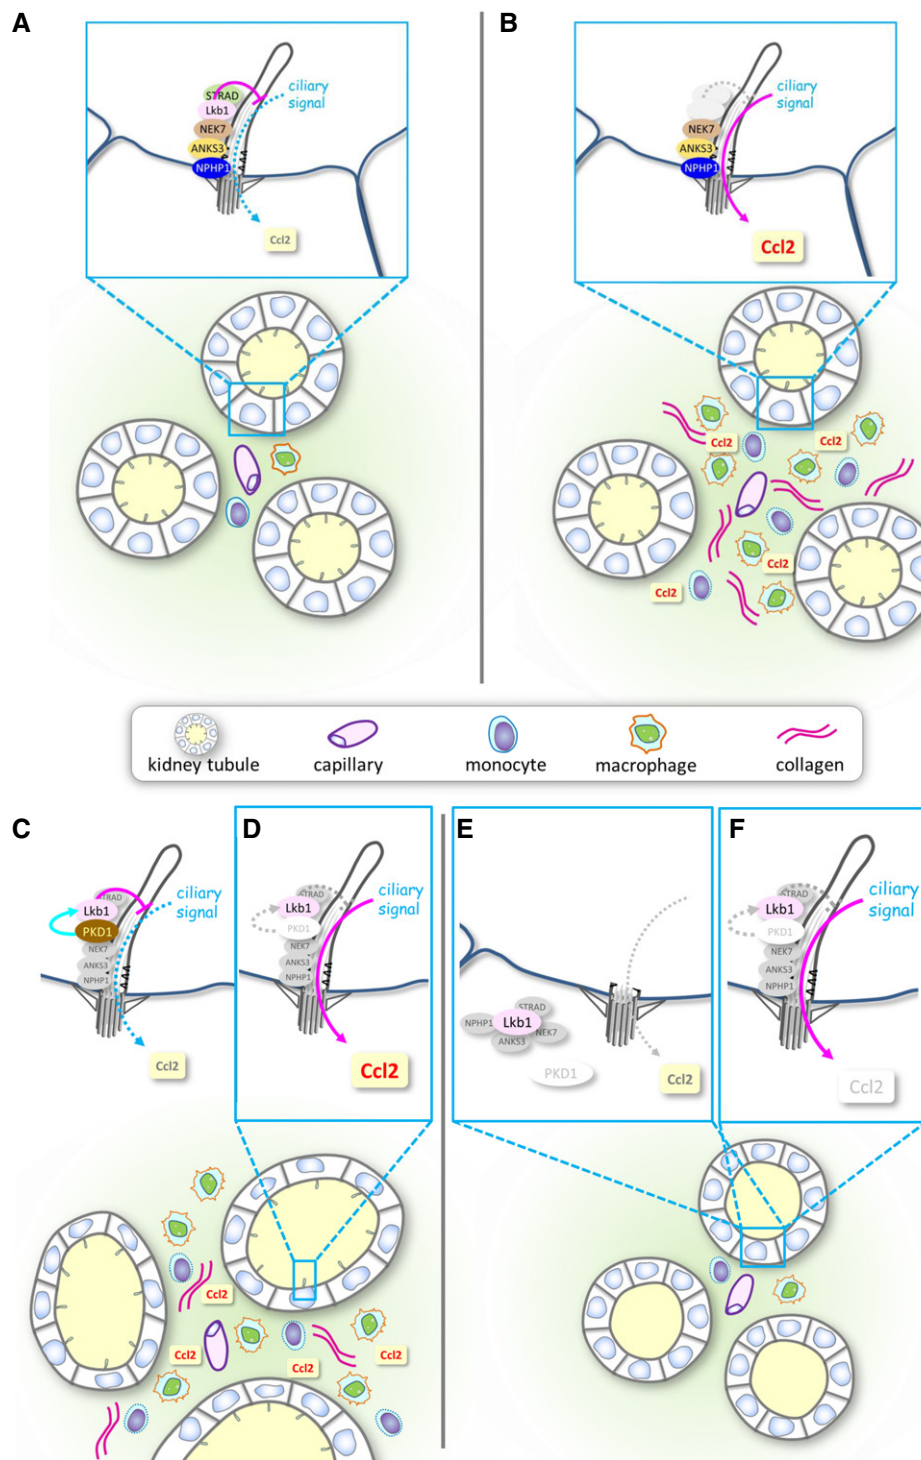 A
STRAD
Lkb1
NEK7
ANKS3
NPHP1
ciliary
signal
Ccl2
B
NEK7
ANKS3
NPHP1
ciliary
signal
Ccl2
Ccl2
Ccl2
Ccl2
Ccl2
kidney tubule
capillary
monocyte
macrophage
collagen
C
STRAD
Lkb1
PKD1
NEK7
ANKS3
NPHP1
ciliary
signal
Ccl2
D
STRAD
Lkb1
PKD1
NEK7
ANKS3
NPHP1
ciliary
signal
Ccl2
Ccl2
Ccl2
Ccl2
Ccl2
E
STRAD
NPHP1
Lkb1
NEK7
ANKS3
PKD1
Ccl2
F
STRAD
Lkb1
PKD1
NEK7
ANKS3
NPHP1
ciliary
signal
Ccl2